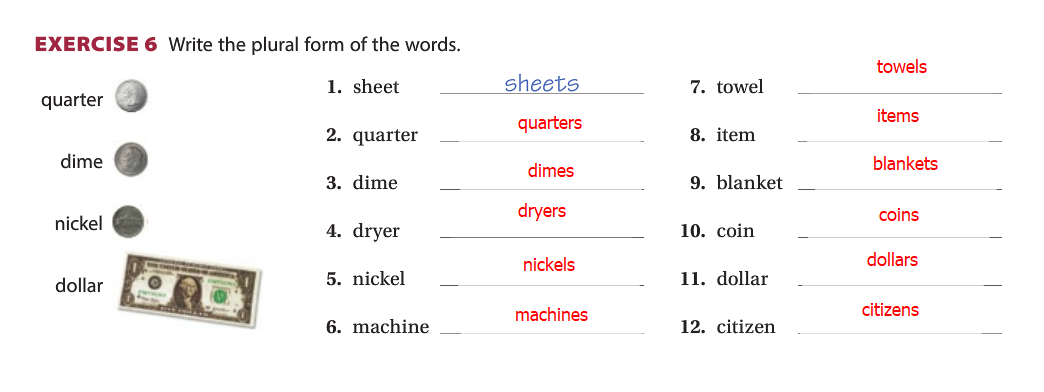 EXERCISE 6 Write the plural form of the words.
quarter
dime
nickel
dollar
1. sheet sheets
2. quarter quarters
3. dime dimes
4. dryer dryers
5. nickel nickels
6. machine machines
7. towel towels
8. item items
9. blanket blankets
10. coin coins
11. dollar dollars
12. citizen citizens